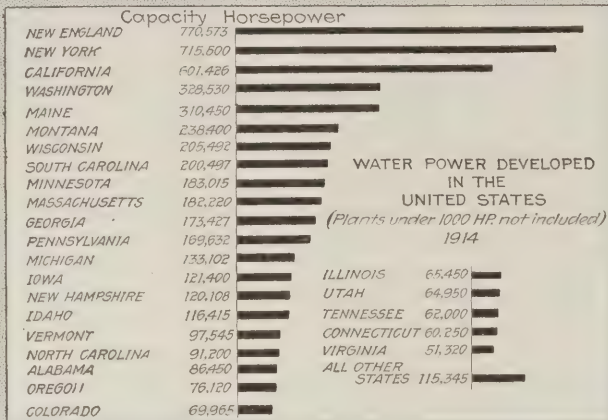 Capacity Horsepower
NEW ENGLAND 770,573
NEW YORK 715,600
CALIFORNIA 601,426
WASHINGTON 328,530
MAINE 310,450
MONTANA 238,400
WISCONSIN 205,492
SOUTH CAROLINA 200,497
MINNESOTA 183,015
MASSACHUSETTS 182,220
GEORGIA 173,427
PENNSYLVANIA 169,632
MICHIGAN 133,102
IOWA 121,400
NEW HAMPSHIRE 120,108
IDAHO 116,415
VERMONT 97,545
NORTH CAROLINA 91,200
ALABAMA 86,450
OREGON 76,120
COLORADO 69,965
WATER POWER DEVELOPED
IN THE
UNITED STATES
(Plants under 1000 HP. not included)
1914
ILLINOIS 65,450
UTAH 64,950
TENNESSEE 62,000
CONNECTICUT 60,250
VIRGINIA 51,320
ALL OTHER
STATES 115,345